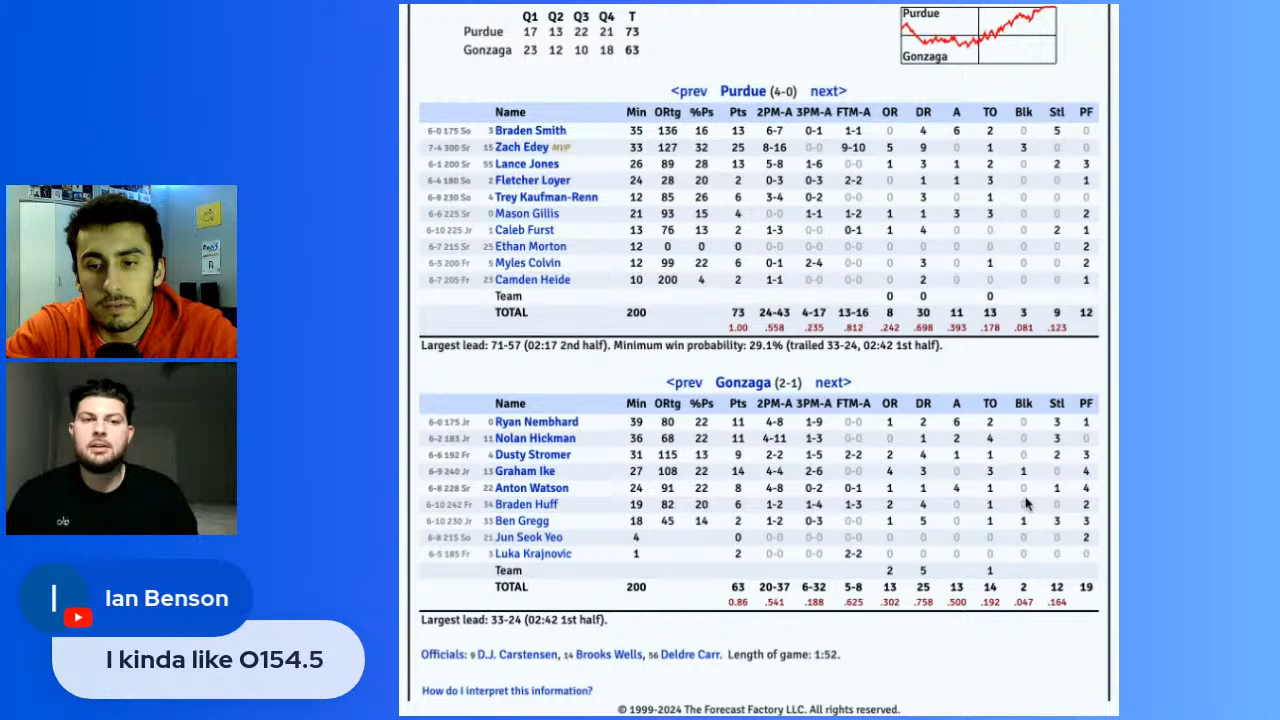 Q1 Q2 Q3 Q4 T
Purdue 17 13 22 21 73
Gonzaga 23 12 10 18 63
Purdue
Gonzaga
<prev Purdue (4-0) next>
Name Min ORtg %Ps Pts 2PM-A 3PM-A FTM-A OR DR A TO Blk Stl PF
6-0 175 So 3 Braden Smith 35 136 16 13 6-7 0-1 1-1 0 4 6 2 0 5 0
7-4 300 Sr 15 Zach Edey MVP 33 127 32 25 8-16 0-0 9-10 5 9 0 1 3 0 0
6-1 200 Sr 55 Lance Jones 26 89 28 13 5-8 1-6 0-0 1 3 1 2 0 2 3
6-4 180 So 2 Fletcher Loyer 24 28 20 2 0-3 0-3 2-2 0 1 1 3 0 0 1
6-9 230 So 4 Trey Kaufman-Renn 12 85 26 6 3-4 0-2 0-0 0 3 0 1 0 0 0
6-6 225 Sr 0 Mason Gillis 21 93 15 4 0-0 1-1 1-2 1 1 3 3 0 0 2
6-10 225 Jr 1 Caleb Furst 13 76 13 2 1-3 0-0 0-1 1 4 0 0 0 2 1
6-7 215 Sr 25 Ethan Morton 12 0 0 0 0-0 0-0 0-0 0 0 0 0 0 0 2
6-5 200 Fr 5 Myles Colvin 12 99 22 6 0-1 2-4 0-0 0 3 0 1 0 0 2
6-7 205 Fr 23 Camden Heide 10 200 4 2 1-1 0-0 0-0 0 2 0 0 0 0 1
Team 0 0 0
TOTAL 200 73 24-43 4-17 13-16 8 30 11 13 3 9 12
1.00 .558 .235 .812 .242 .698 .393 .178 .081 .123
Largest lead: 71-57 (02:17 2nd half). Minimum win probability: 29.1% (trailed 33-24, 02:42 1st half).
<prev Gonzaga (2-1) next>
Name Min ORtg %Ps Pts 2PM-A 3PM-A FTM-A OR DR A TO Blk Stl PF
6-0 175 Jr 0 Ryan Nembhard 39 80 22 11 4-8 1-9 0-0 1 2 6 2 0 3 1
6-2 183 Jr 11 Nolan Hickman 36 68 22 11 4-11 1-3 0-0 0 1 2 4 0 3 0
6-6 192 Fr 4 Dusty Stromer 31 115 13 9 2-2 1-5 2-2 2 4 1 1 0 2 3
6-9 240 Jr 13 Graham Ike 27 108 22 14 4-4 2-6 0-0 4 3 0 3 1 0 4
6-8 228 Sr 22 Anton Watson 24 91 22 8 4-8 0-2 0-1 1 1 4 1 0 1 4
6-10 242 Fr 34 Braden Huff 19 82 20 6 1-2 1-4 1-3 2 4 0 1 0 2
6-10 230 Jr 33 Ben Gregg 18 45 14 2 1-2 0-3 0-0 1 5 0 1 1 3 3
6-8 215 So 21 Jun Seok Yeo 4 0 0-0 0-0 0-0 0 0 0 0 0 0 2
6-5 185 Fr 3 Luka Krajnovic 1 2 0-0 0-0 2-2 0 0 0 0 0 0 0
Team 2 5 1
TOTAL 200 63 20-37 6-32 5-8 13 25 13 14 2 12 19
0.86 .541 .188 .625 .302 .758 .500 .192 .047 .164
Largest lead: 33-24 (02:42 1st half).
Officials: 9 D.J. Carstensen, 14 Brooks Wells, 56 Deldre Carr. Length of game: 1:52.
How do I interpret this information?
© 1999-2024 The Forecast Factory LLC. All rights reserved.
I
Ian Benson
I kinda like O154.5